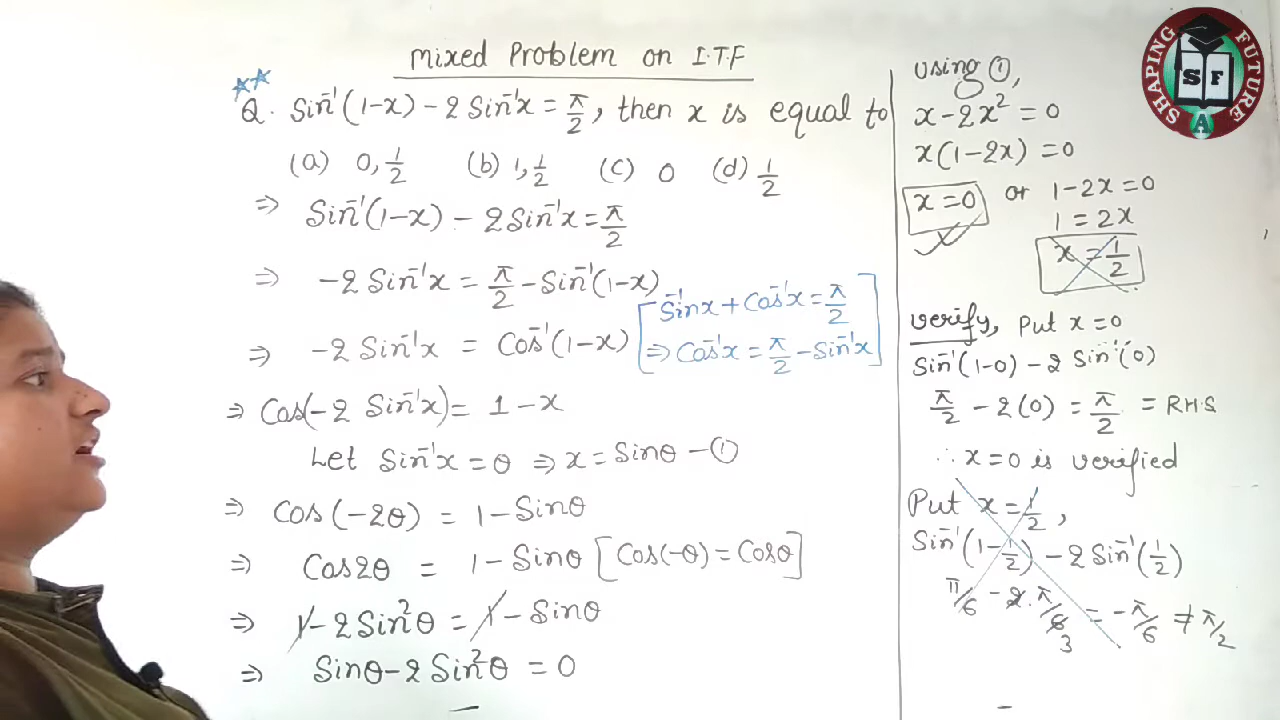 Mixed Problem on I.T.F
Q. Sin⁻¹(1-x) - 2 Sin⁻¹x = π/2, then x is equal to
(a) 0, 1/2 (b) 1, 1/2 (c) 0 (d) 1/2
⇒ Sin⁻¹(1-x) - 2 Sin⁻¹x = π/2
⇒ -2 Sin⁻¹x = π/2 - Sin⁻¹(1-x)
⇒ -2 Sin⁻¹x = Cos⁻¹(1-x)
[Sin⁻¹x + Cos⁻¹x = π/2
⇒ Cos⁻¹x = π/2 - Sin⁻¹x]
⇒ Cos(-2 Sin⁻¹x) = 1-x
Let Sin⁻¹x = θ ⇒ x = Sinθ - ①
⇒ Cos(-2θ) = 1 - Sinθ
⇒ Cos2θ = 1 - Sinθ [Cos(-θ) = Cosθ]
⇒ 1 - 2 Sin²θ = 1 - Sinθ
⇒ Sinθ - 2 Sin²θ = 0
Using ①,
x - 2x² = 0
x(1-2x) = 0
x = 0 or 1-2x = 0
1 = 2x
x = 1/2
Verify, Put x = 0
Sin⁻¹(1-0) - 2 Sin⁻¹(0)
π/2 - 2(0) = π/2 = R.H.S
∴ x = 0 is verified
Put x = 1/2,
Sin⁻¹(1-1/2) - 2 Sin⁻¹(1/2)
π/6 - 2·π/6 3 = -π/6 ≠ π/2
SHAPING FUTURE
S F
A